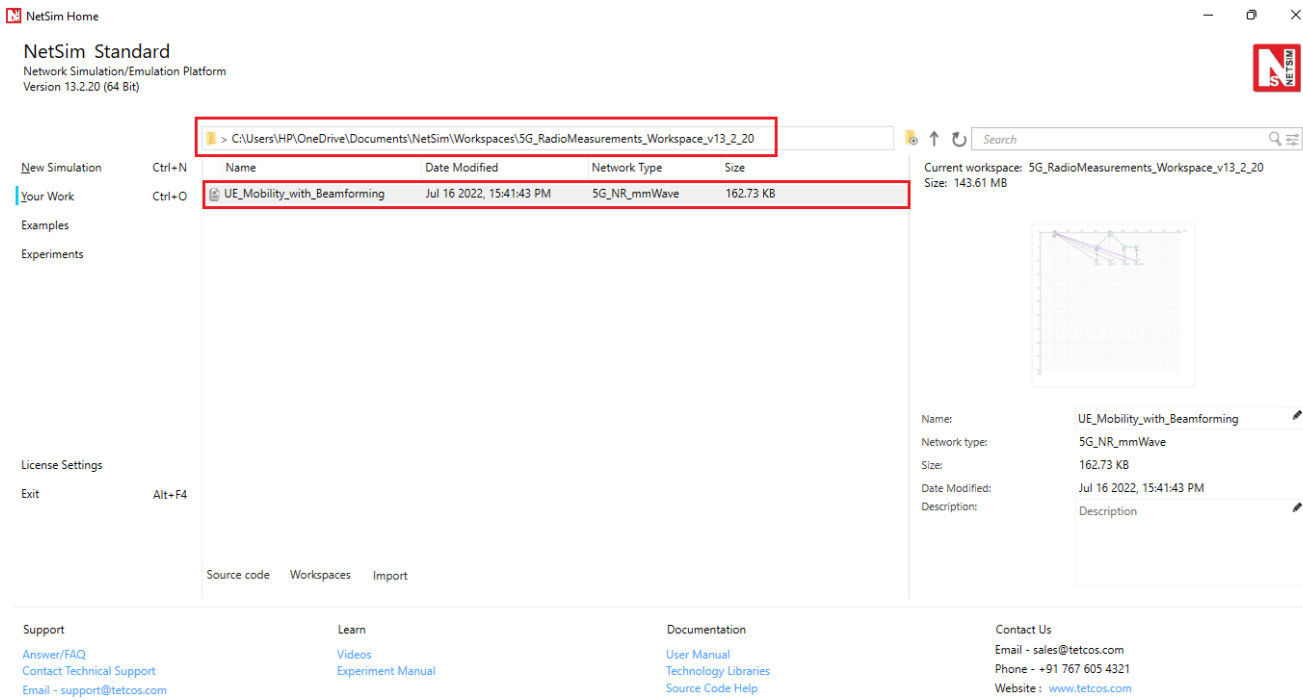 NetSim Home
NetSim Standard
Network Simulation/Emulation Platform
Version 13.2.20 (64 Bit)
NETSIM
> C:\Users\HP\OneDrive\Documents\NetSim\Workspaces\5G_RadioMeasurements_Workspace_v13_2_20
Search
New Simulation Ctrl+N
Your Work Ctrl+O
Examples
Experiments
License Settings
Exit Alt+F4
Name Date Modified Network Type Size
UE_Mobility_with_Beamforming Jul 16 2022, 15:41:43 PM 5G_NR_mmWave 162.73 KB
Source code Workspaces Import
Current workspace: 5G_RadioMeasurements_Workspace_v13_2_20
Size: 143.61 MB
Name: UE_Mobility_with_Beamforming
Network type: 5G_NR_mmWave
Size: 162.73 KB
Date Modified: Jul 16 2022, 15:41:43 PM
Description: Description
Support
Answer/FAQ
Contact Technical Support
Email - support@tetcos.com
Learn
Videos
Experiment Manual
Documentation
User Manual
Technology Libraries
Source Code Help
Contact Us
Email - sales@tetcos.com
Phone - +91 767 605 4321
Website : www.tetcos.com